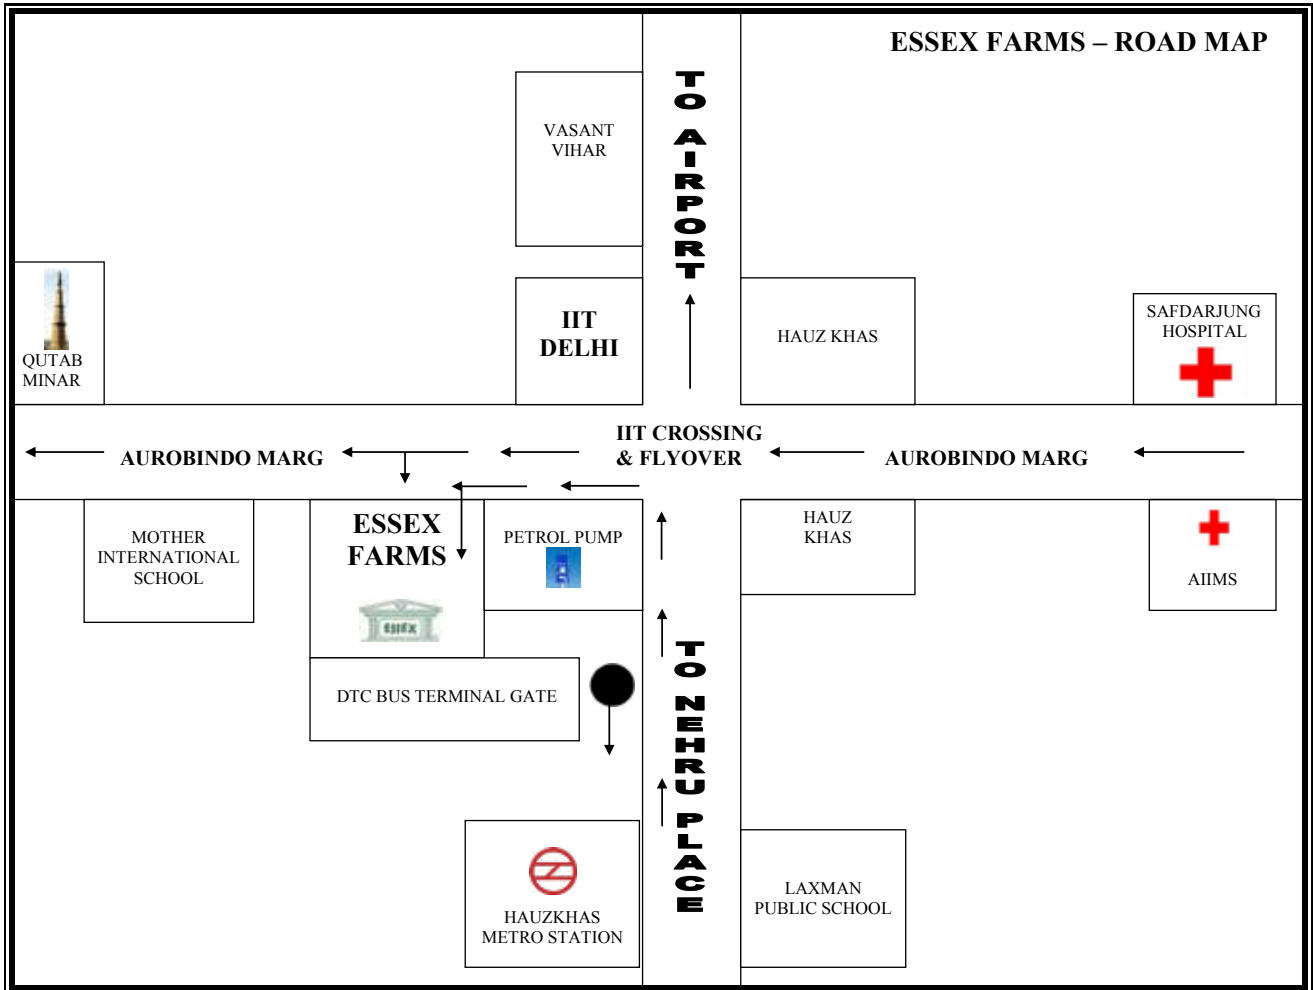 ESSEX FARMS – ROAD MAP
TO AIRPORT
VASANT
VIHAR
QUTAB
MINAR
IIT
DELHI
HAUZ KHAS
SAFDARJUNG
HOSPITAL
AUROBINDO MARG
IIT CROSSING
& FLYOVER
AUROBINDO MARG
MOTHER
INTERNATIONAL
SCHOOL
ESSEX
FARMS
ESSEX
PETROL PUMP
HAUZ
KHAS
AIIMS
DTC BUS TERMINAL GATE
TO NEHRU PLACE
HAUZKHAS
METRO STATION
LAXMAN
PUBLIC SCHOOL